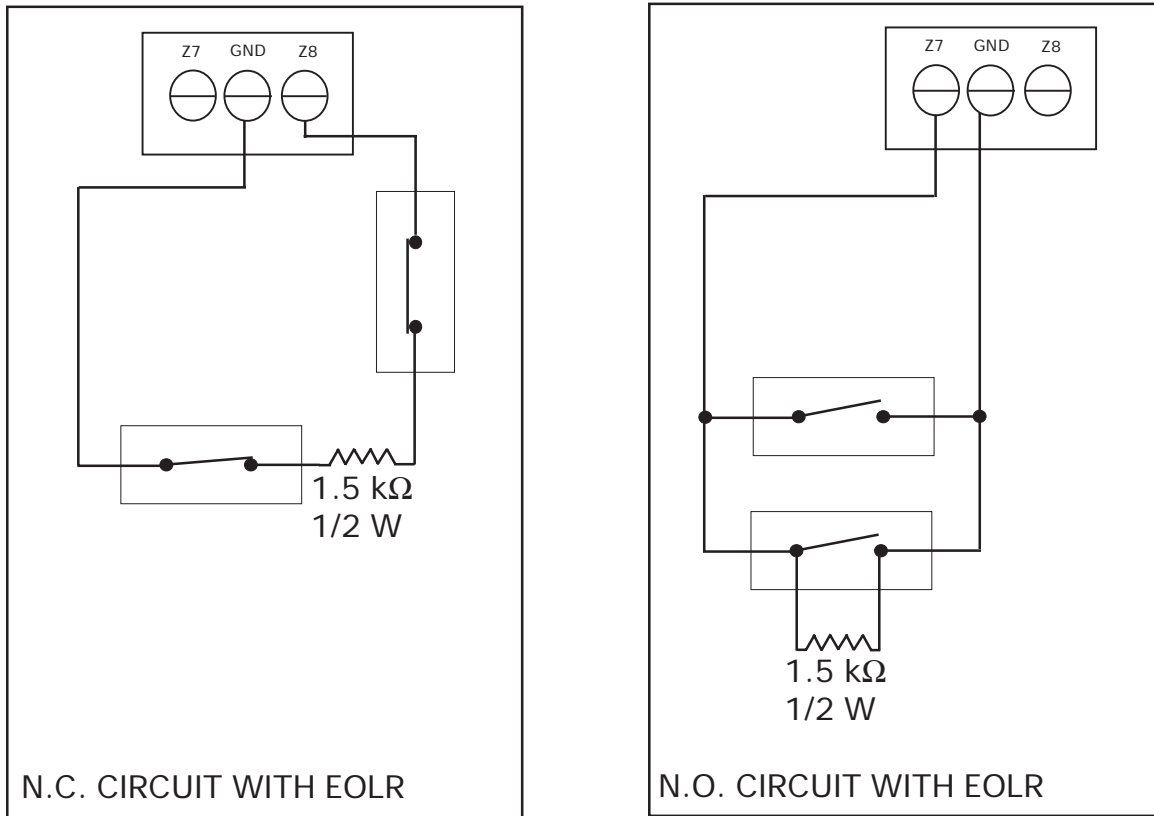 Z7 GND Z8
1.5 kΩ
1/2 W
N.C. CIRCUIT WITH EOLR
Z7 GND Z8
1.5 kΩ
1/2 W
N.O. CIRCUIT WITH EOLR